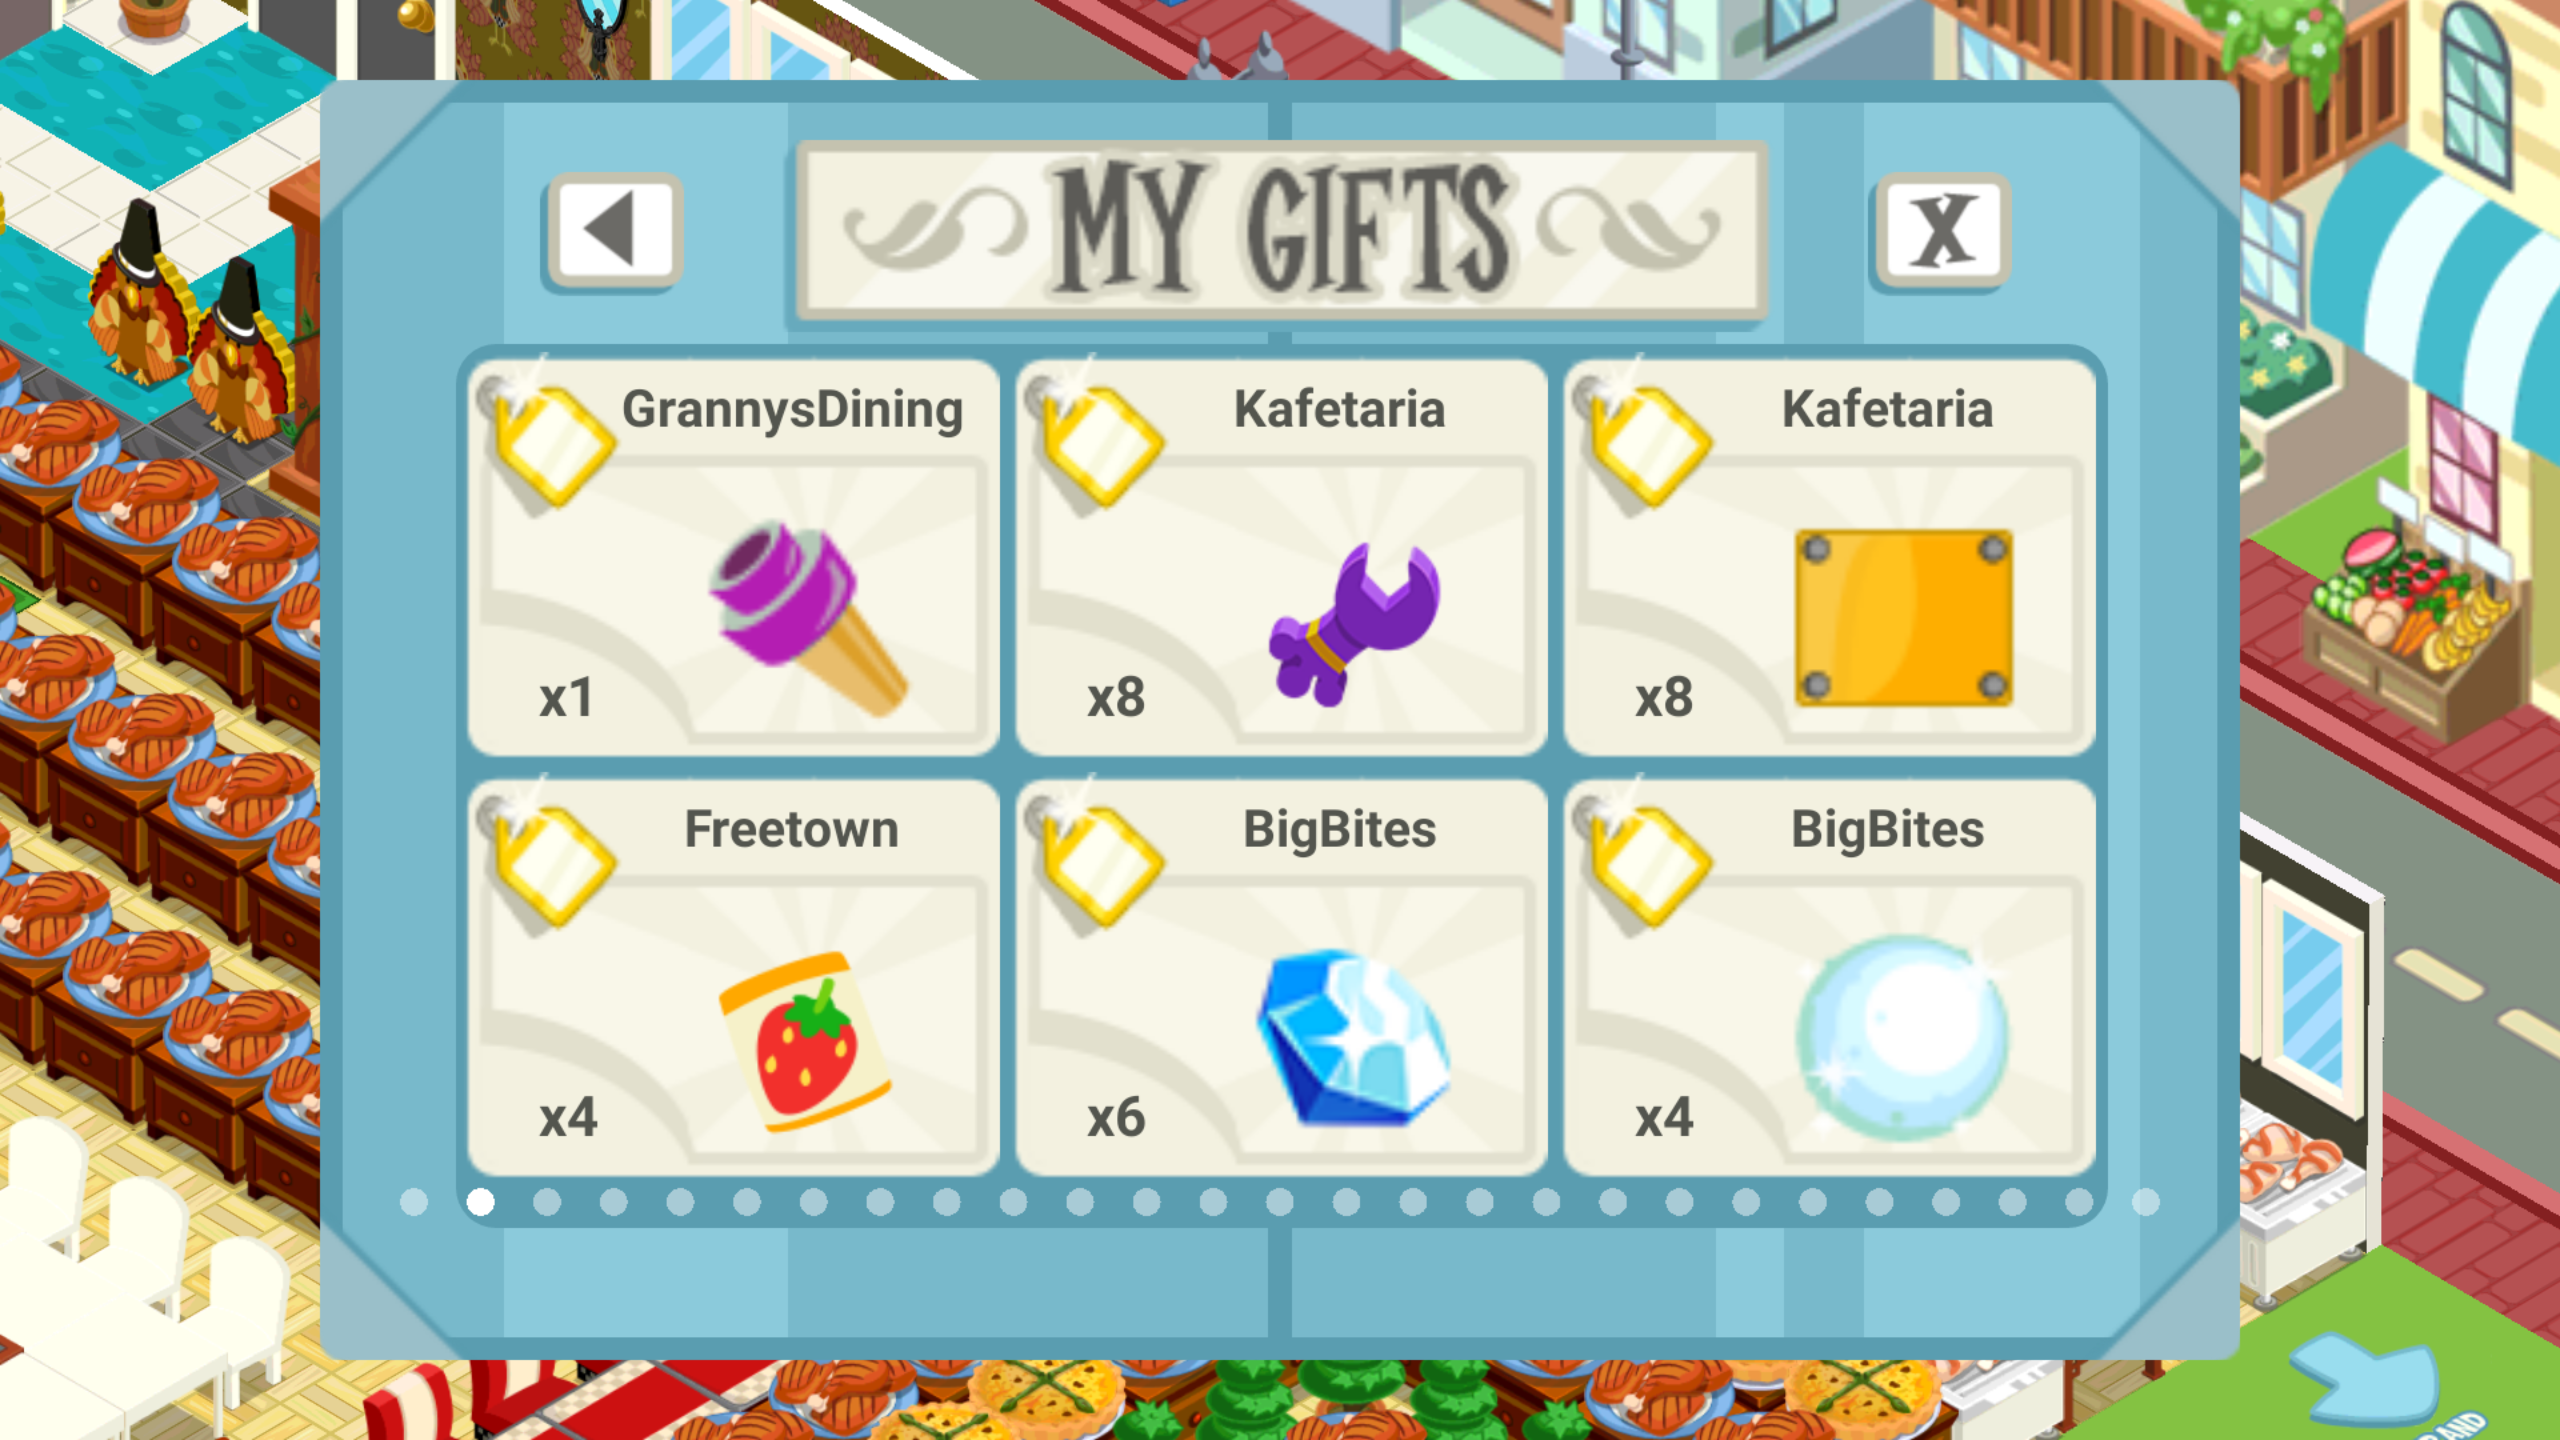 MY GIFTS
X
GrannysDining
x1
Kafetaria
x8
Kafetaria
x8
Freetown
x4
BigBites
x6
BigBites
x4